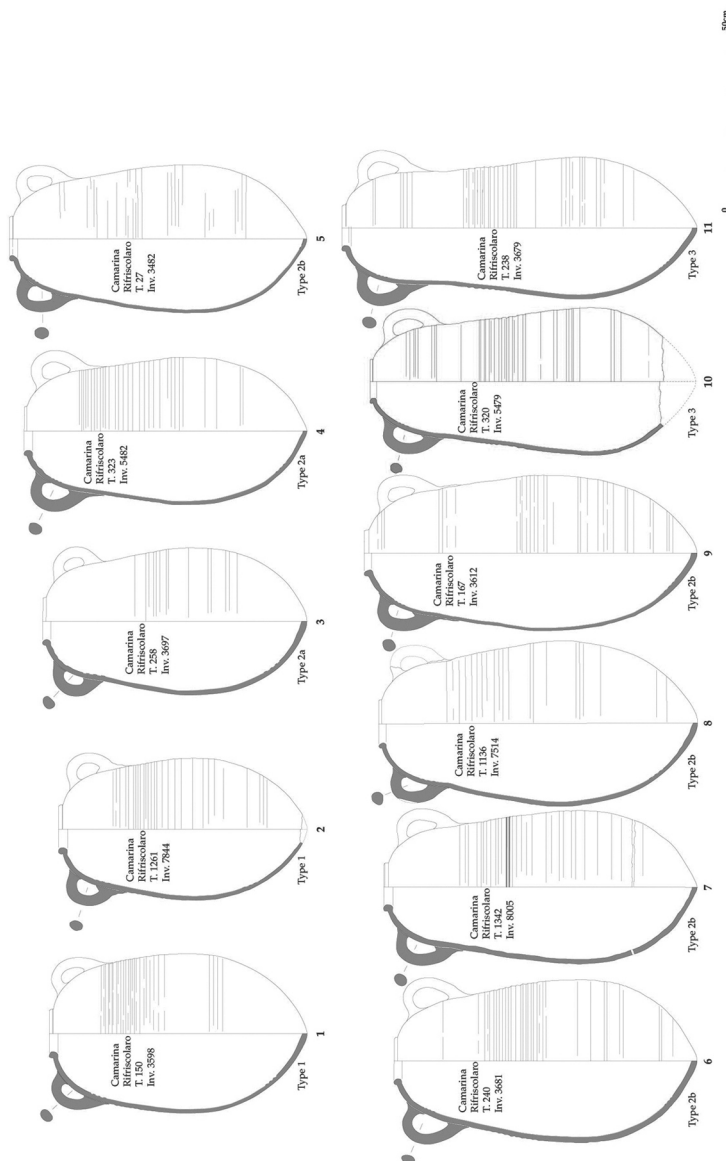 Camarina
Rifriscolaro
T. 150
Inv. 3598
Type 1
1
Camarina
Rifriscolaro
T. 1261
Inv. 7844
Type 1
2
Camarina
Rifriscolaro
T. 258
Inv. 3697
Type 2a
3
Camarina
Rifriscolaro
T. 323
Inv. 5482
Type 2a
4
Camarina
Rifriscolaro
T. 27
Inv. 3482
Type 2b
5
Camarina
Rifriscolaro
T. 240
Inv. 3681
Type 2b
6
Camarina
Rifriscolaro
T. 1342
Inv. 8005
Type 2b
7
Camarina
Rifriscolaro
T. 1136
Inv. 7514
Type 2b
8
Camarina
Rifriscolaro
T. 167
Inv. 3612
Type 2b
9
Camarina
Rifriscolaro
T. 320
Inv. 5479
Type 3
10
Camarina
Rifriscolaro
T. 238
Inv. 3679
Type 3
11
0
50cm